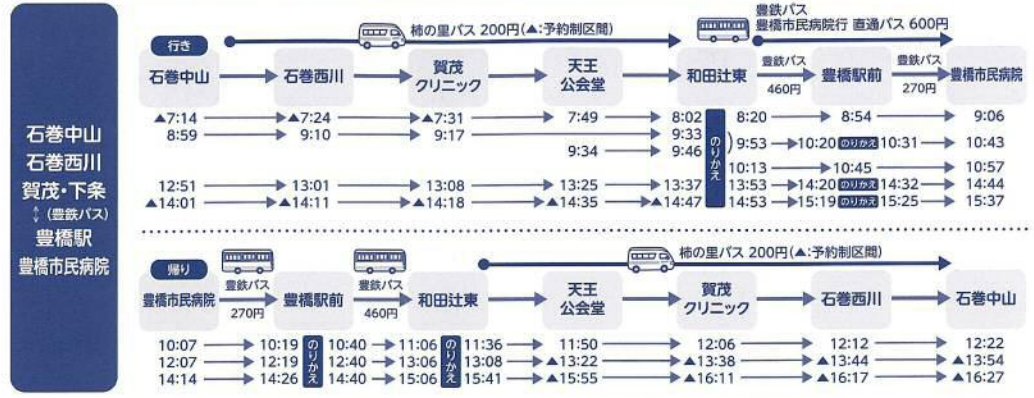 石巻中山
石巻西川
賀茂・下条
↕(豊鉄バス)
豊橋駅
豊橋市民病院
行き
柿の里バス 200円(▲:予約制区間)
豊鉄バス
豊橋市民病院行 直通バス 600円
石巻中山 石巻西川 賀茂クリニック 天王公会堂 和田辻東 豊鉄バス 460円 豊橋駅前 豊鉄バス 270円 豊橋市民病院
▲7:14 ▲7:24 ▲7:31 7:49 8:02 8:20 8:54 9:06
8:59 9:10 9:17 9:33
9:34 9:46
のりかえ
9:53 10:20 のりかえ 10:31 10:43
10:13 10:45 10:57
12:51 13:01 13:08 13:25 13:37 13:53 14:20 のりかえ 14:32 14:44
▲14:01 ▲14:11 ▲14:18 ▲14:35 ▲14:47 14:53 15:19 のりかえ 15:25 15:37
帰り
柿の里バス 200円(▲:予約制区間)
豊橋市民病院 豊鉄バス 270円 豊橋駅前 豊鉄バス 460円 和田辻東 天王公会堂 賀茂クリニック 石巻西川 石巻中山
10:07 10:19 10:40 11:06 11:36 11:50 12:06 12:12 12:22
12:07 12:19 のりかえ 12:40 13:06 のりかえ 13:08 ▲13:22 ▲13:38 ▲13:44 ▲13:54
14:14 14:26 14:40 15:06 15:41 ▲15:55 ▲16:11 ▲16:17 ▲16:27